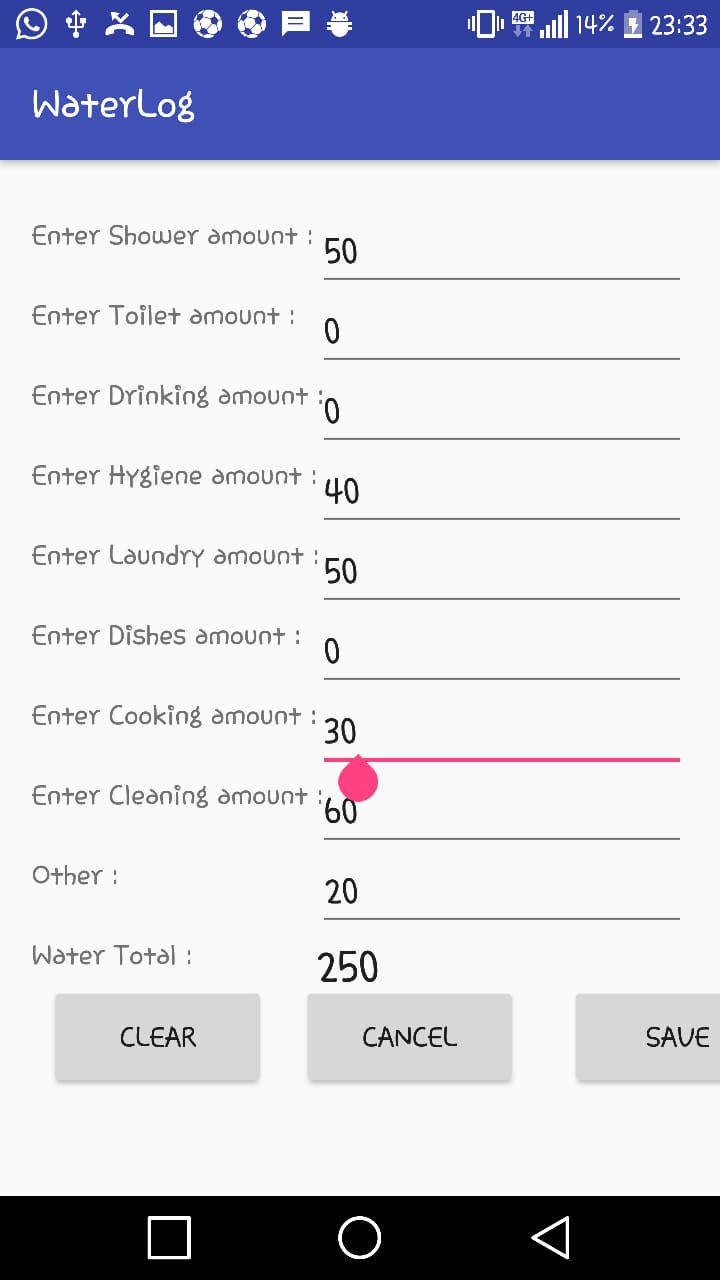 4G+ 14% 23:33
WaterLog
Enter Shower amount : 50
Enter Toilet amount : 0
Enter Drinking amount : 0
Enter Hygiene amount : 40
Enter Laundry amount : 50
Enter Dishes amount : 0
Enter Cooking amount : 30
Enter Cleaning amount : 60
Other : 20
Water Total : 250
CLEAR CANCEL SAVE